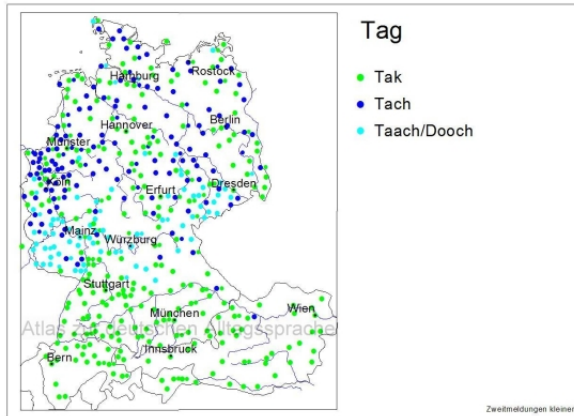 Tag
Tak
Tach
Taach/Dooch
Hamburg
Rostock
Hannover
Berlin
Münster
Köln
Erfurt
Dresden
Mainz
Würzburg
Stuttgart
München
Wien
Atlas zur deutschen Alltagssprache
Bern
Innsbruck
Zweitmeldungen kleiner